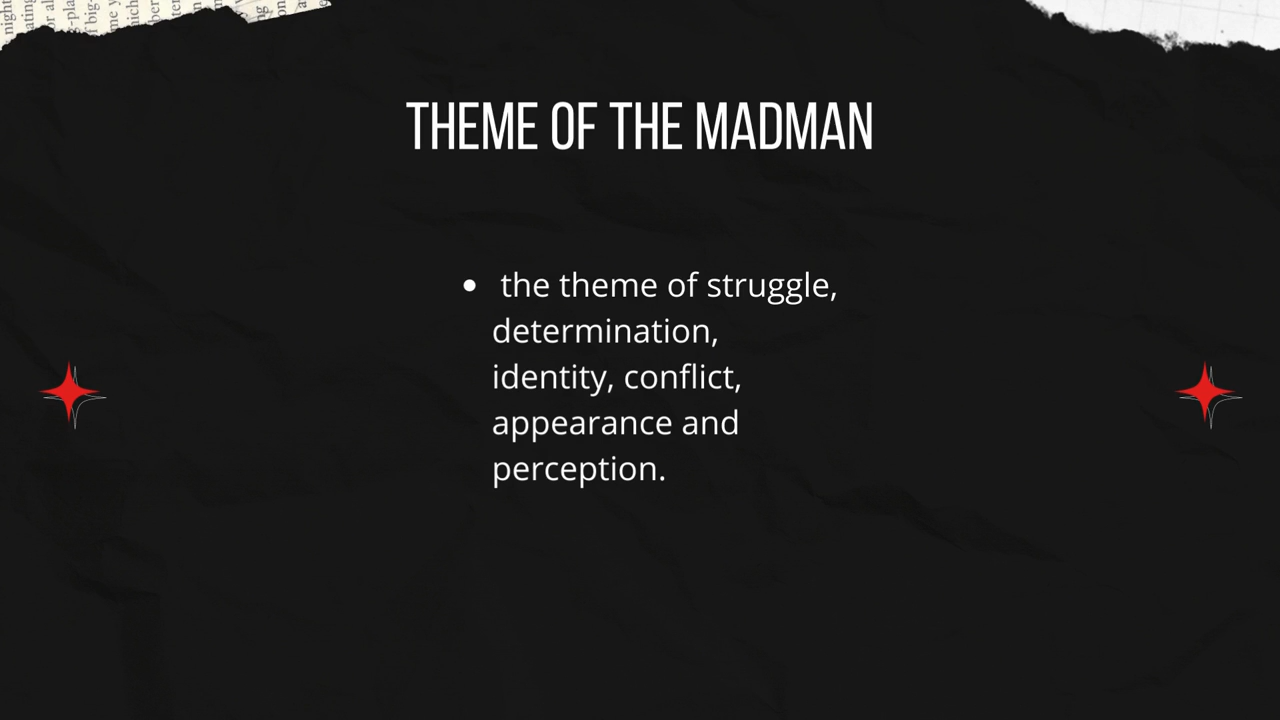 THEME OF THE MADMAN
• the theme of struggle,
determination,
identity, conflict,
appearance and
perception.